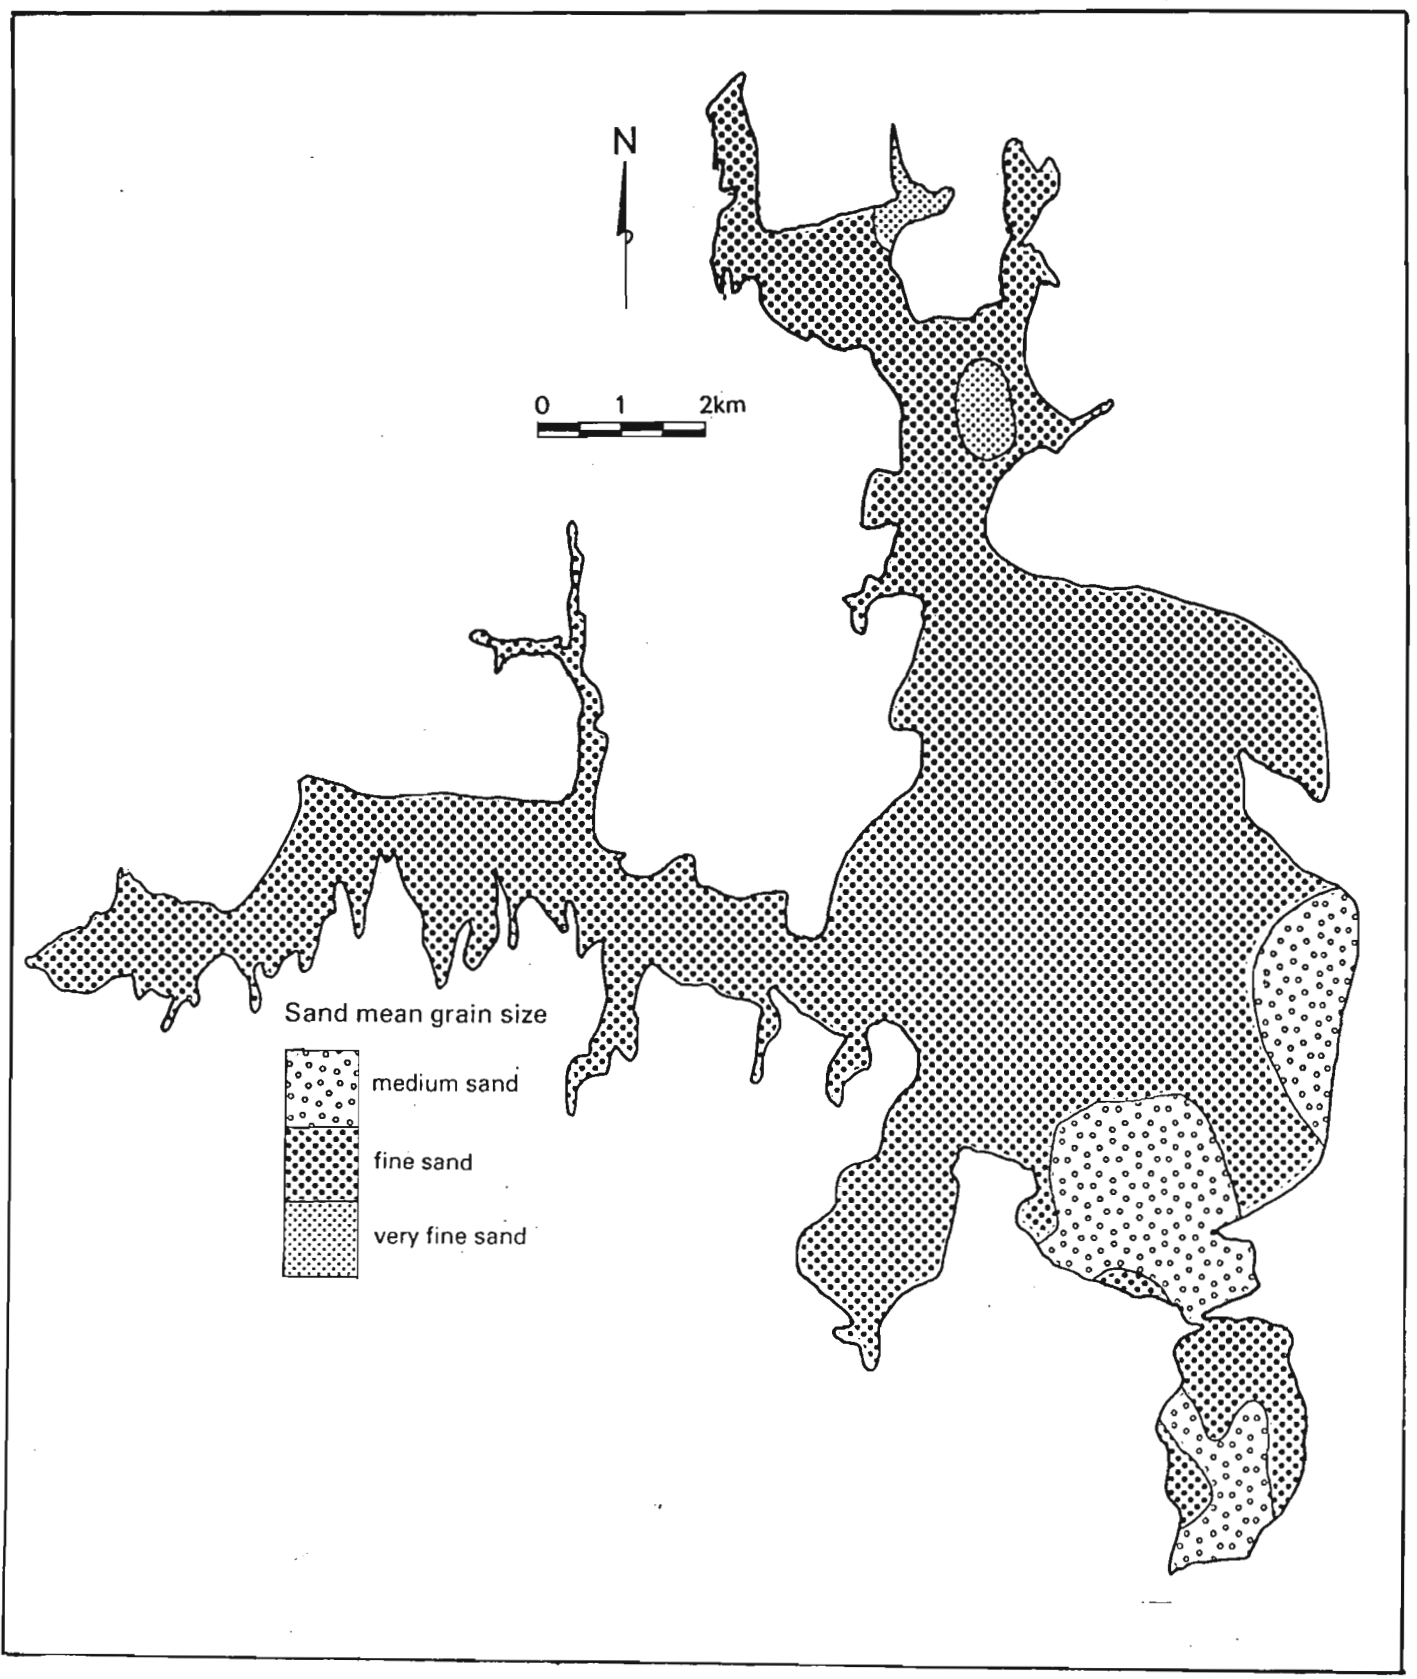 N
0 1 2km
Sand mean grain size
medium sand
fine sand
very fine sand